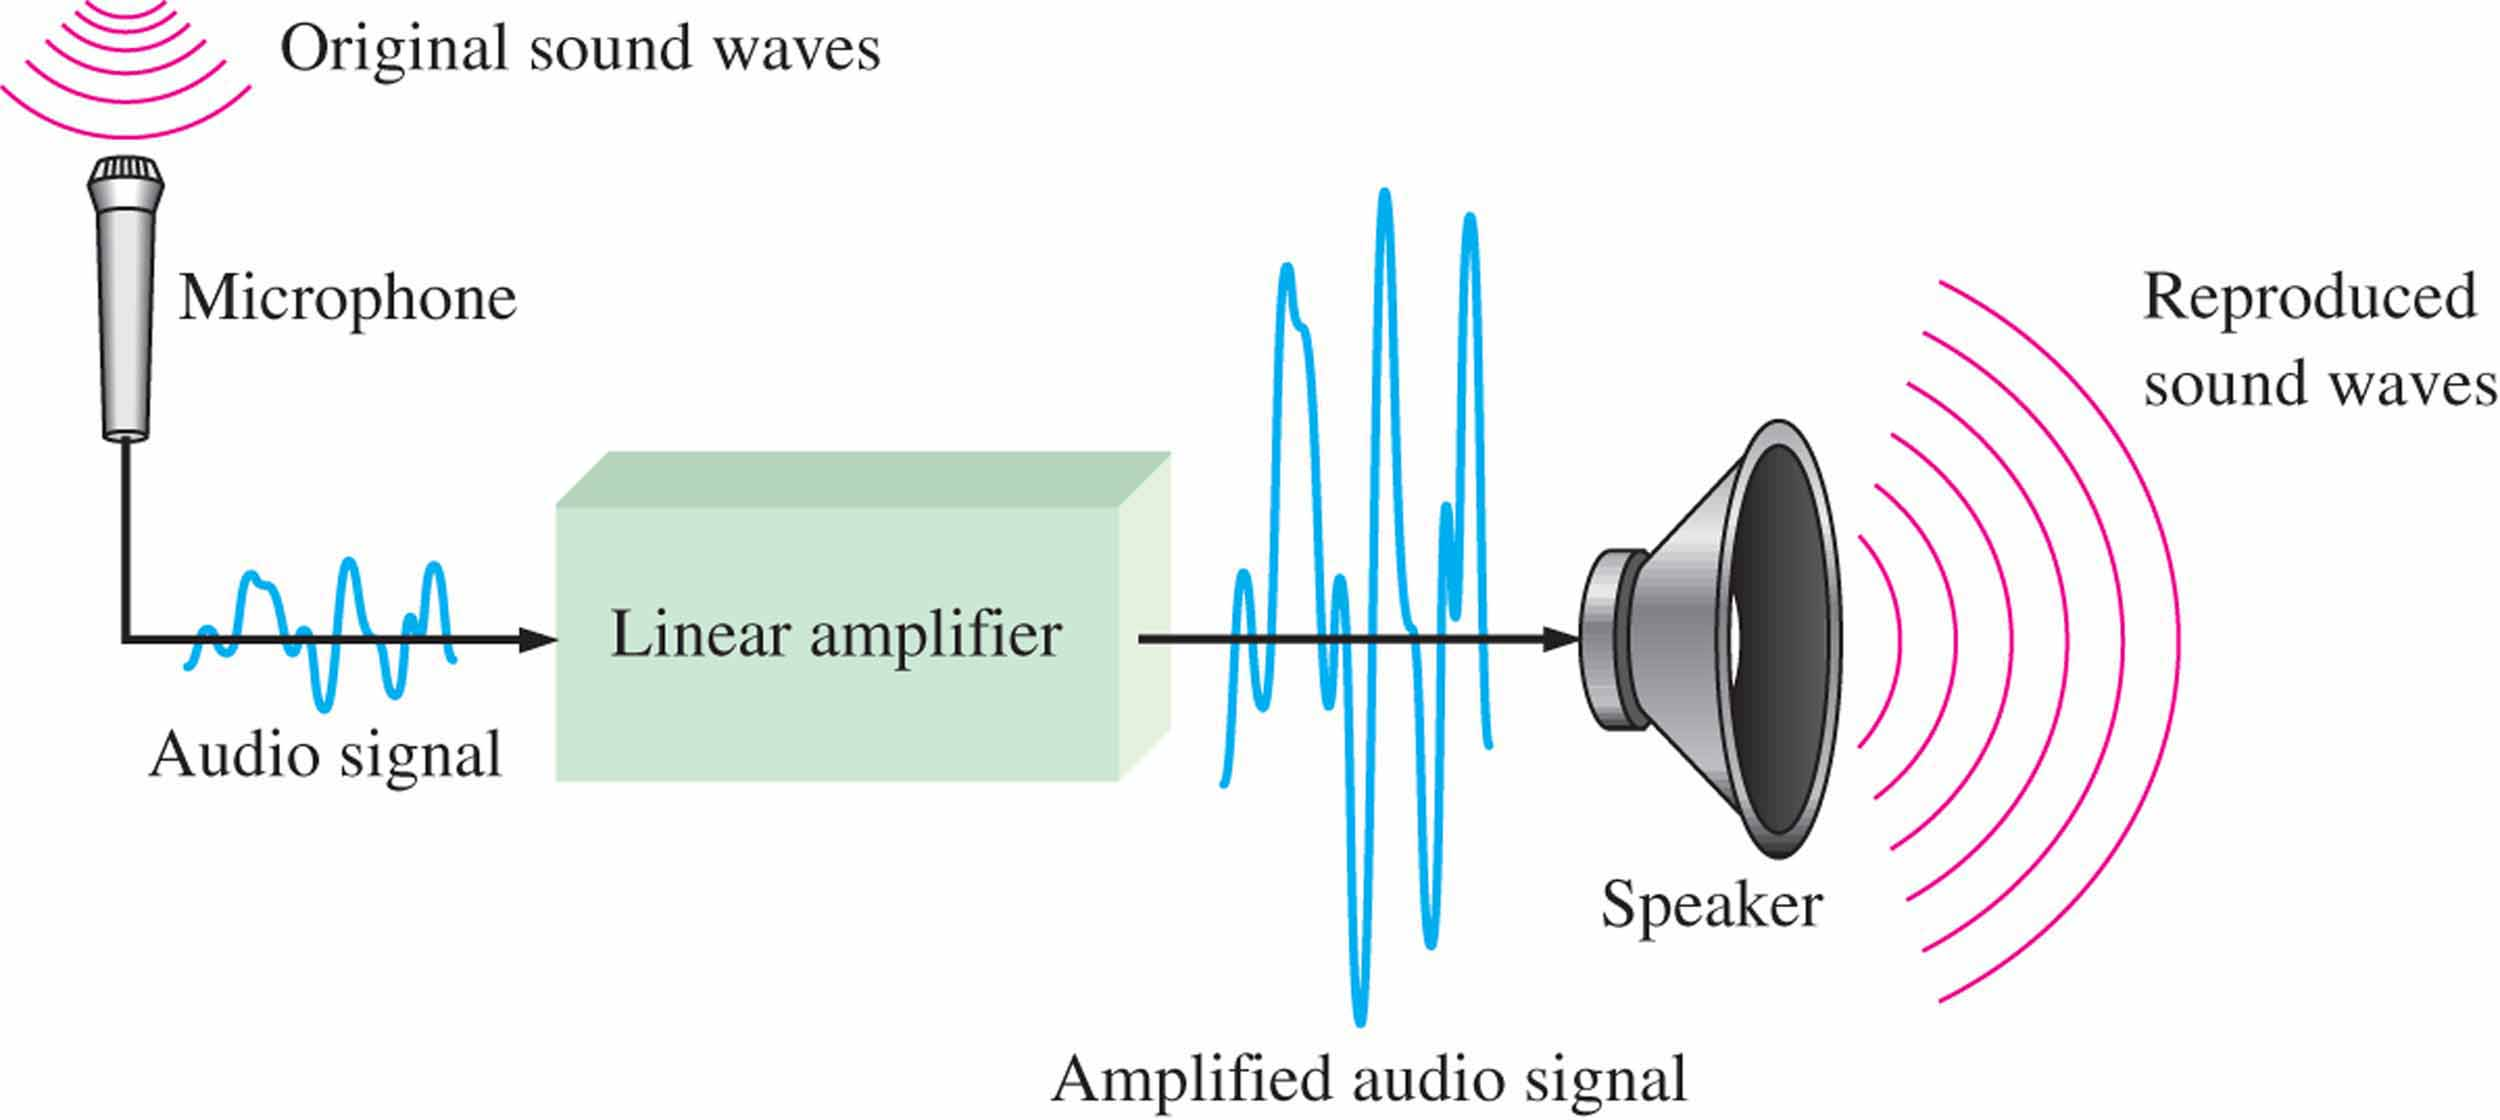 Original sound waves
Microphone
Reproduced
sound waves
Linear amplifier
Audio signal
Speaker
Amplified audio signal